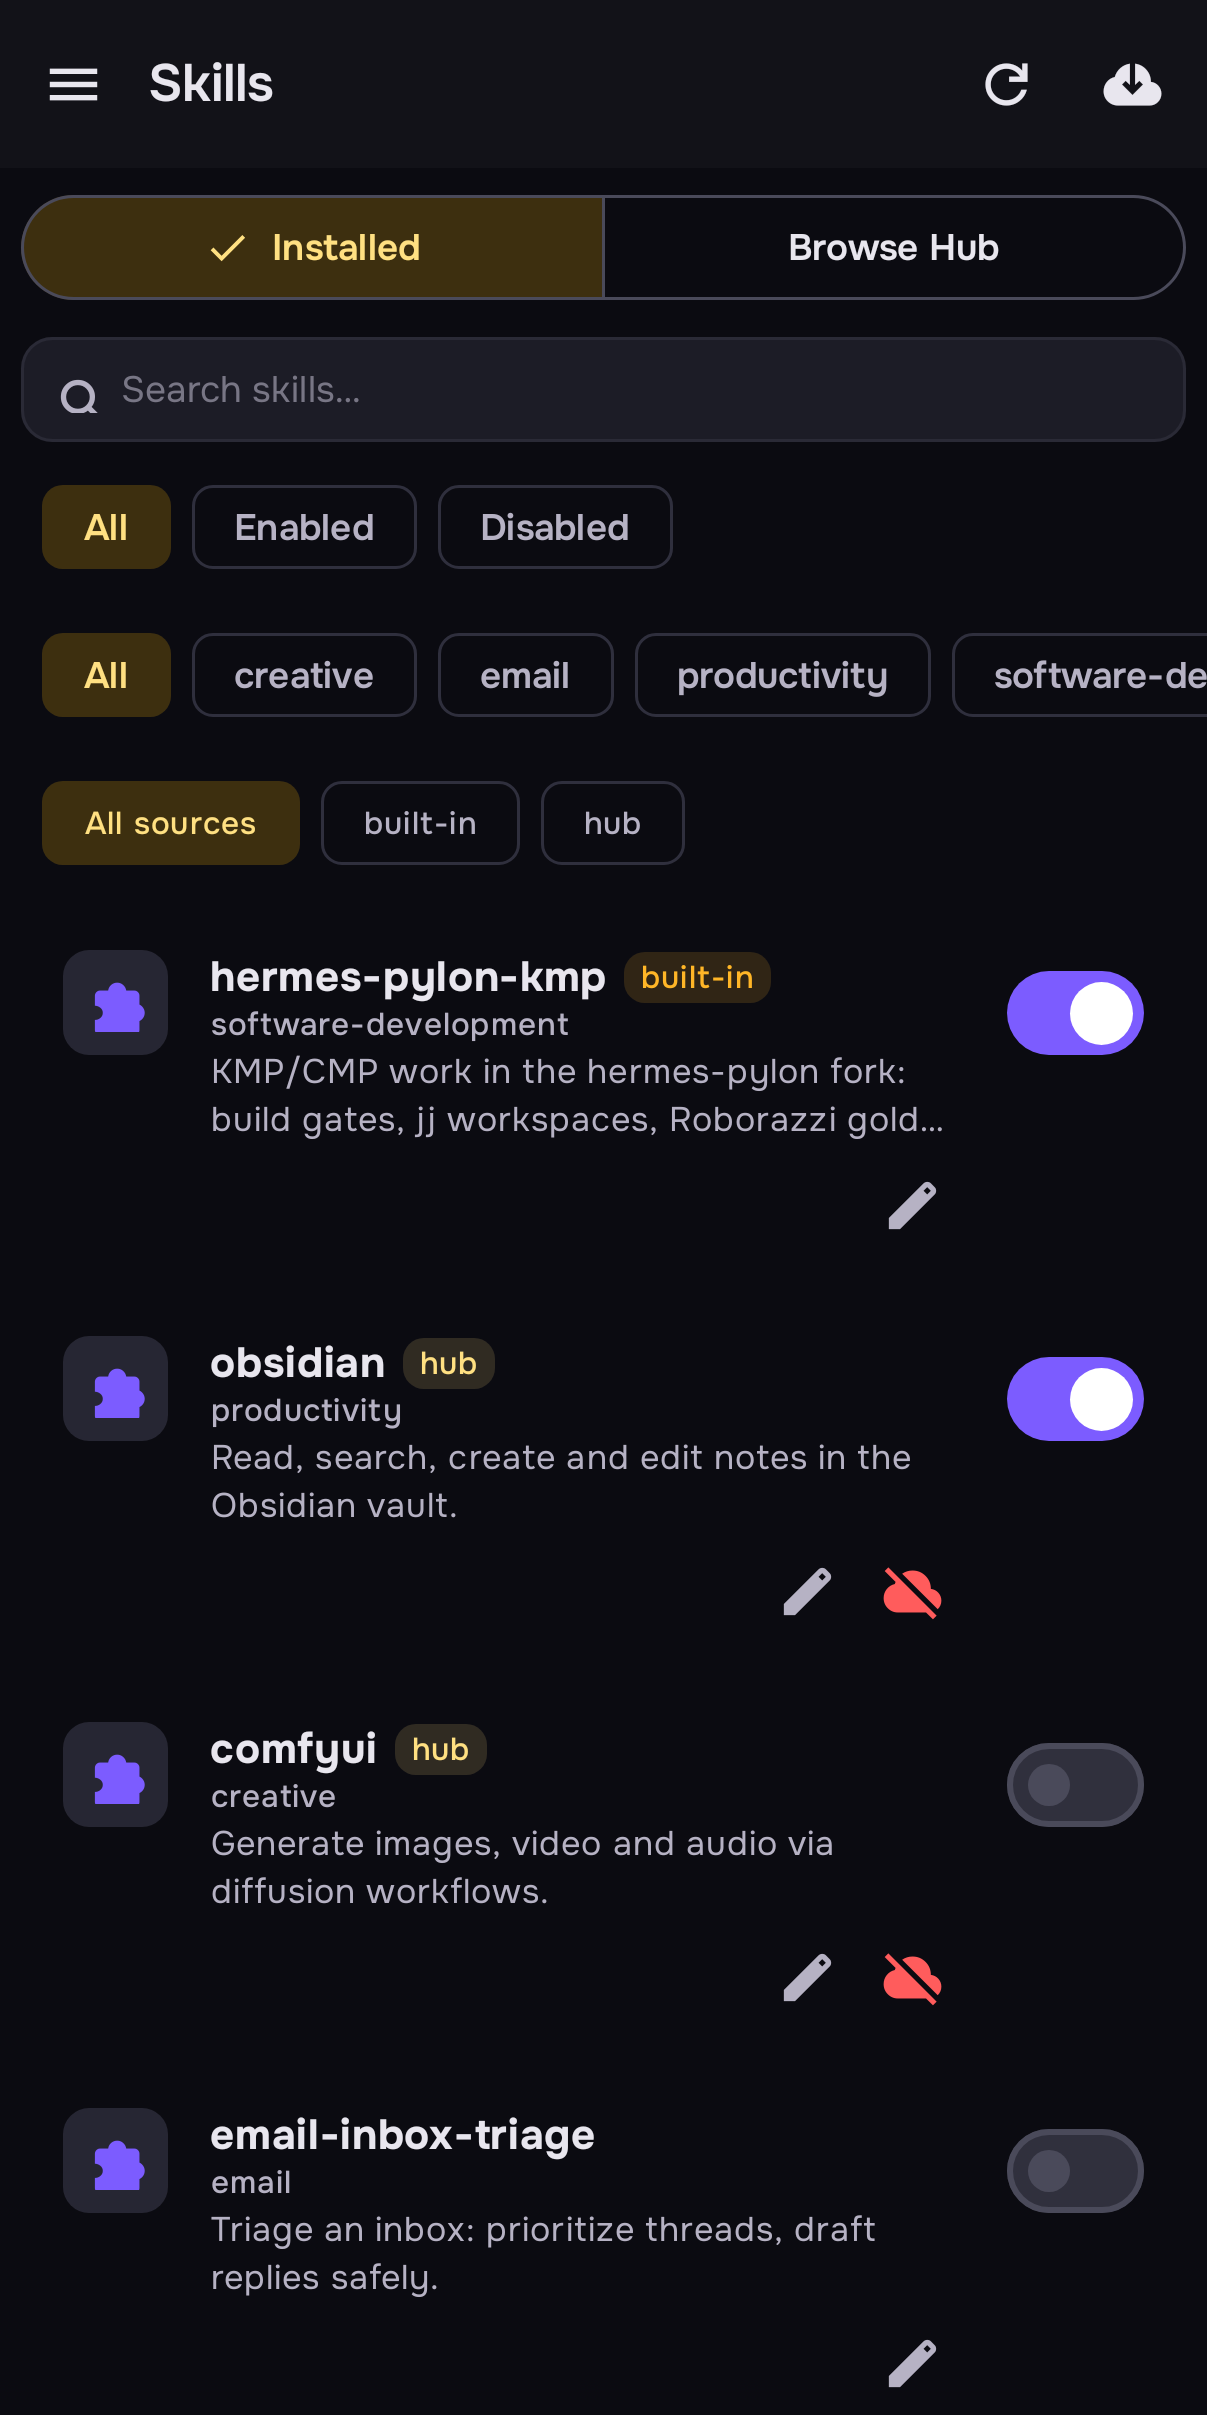 Skills
Installed
Browse Hub
Search skills...
All
Enabled
Disabled
All
creative
email
productivity
software-de
All sources
built-in
hub
hermes-pylon-kmp built-in
software-development
KMP/CMP work in the hermes-pylon fork:
build gates, jj workspaces, Roborazzi gold...
obsidian hub
productivity
Read, search, create and edit notes in the
Obsidian vault.
comfyui hub
creative
Generate images, video and audio via
diffusion workflows.
email-inbox-triage
email
Triage an inbox: prioritize threads, draft
replies safely.